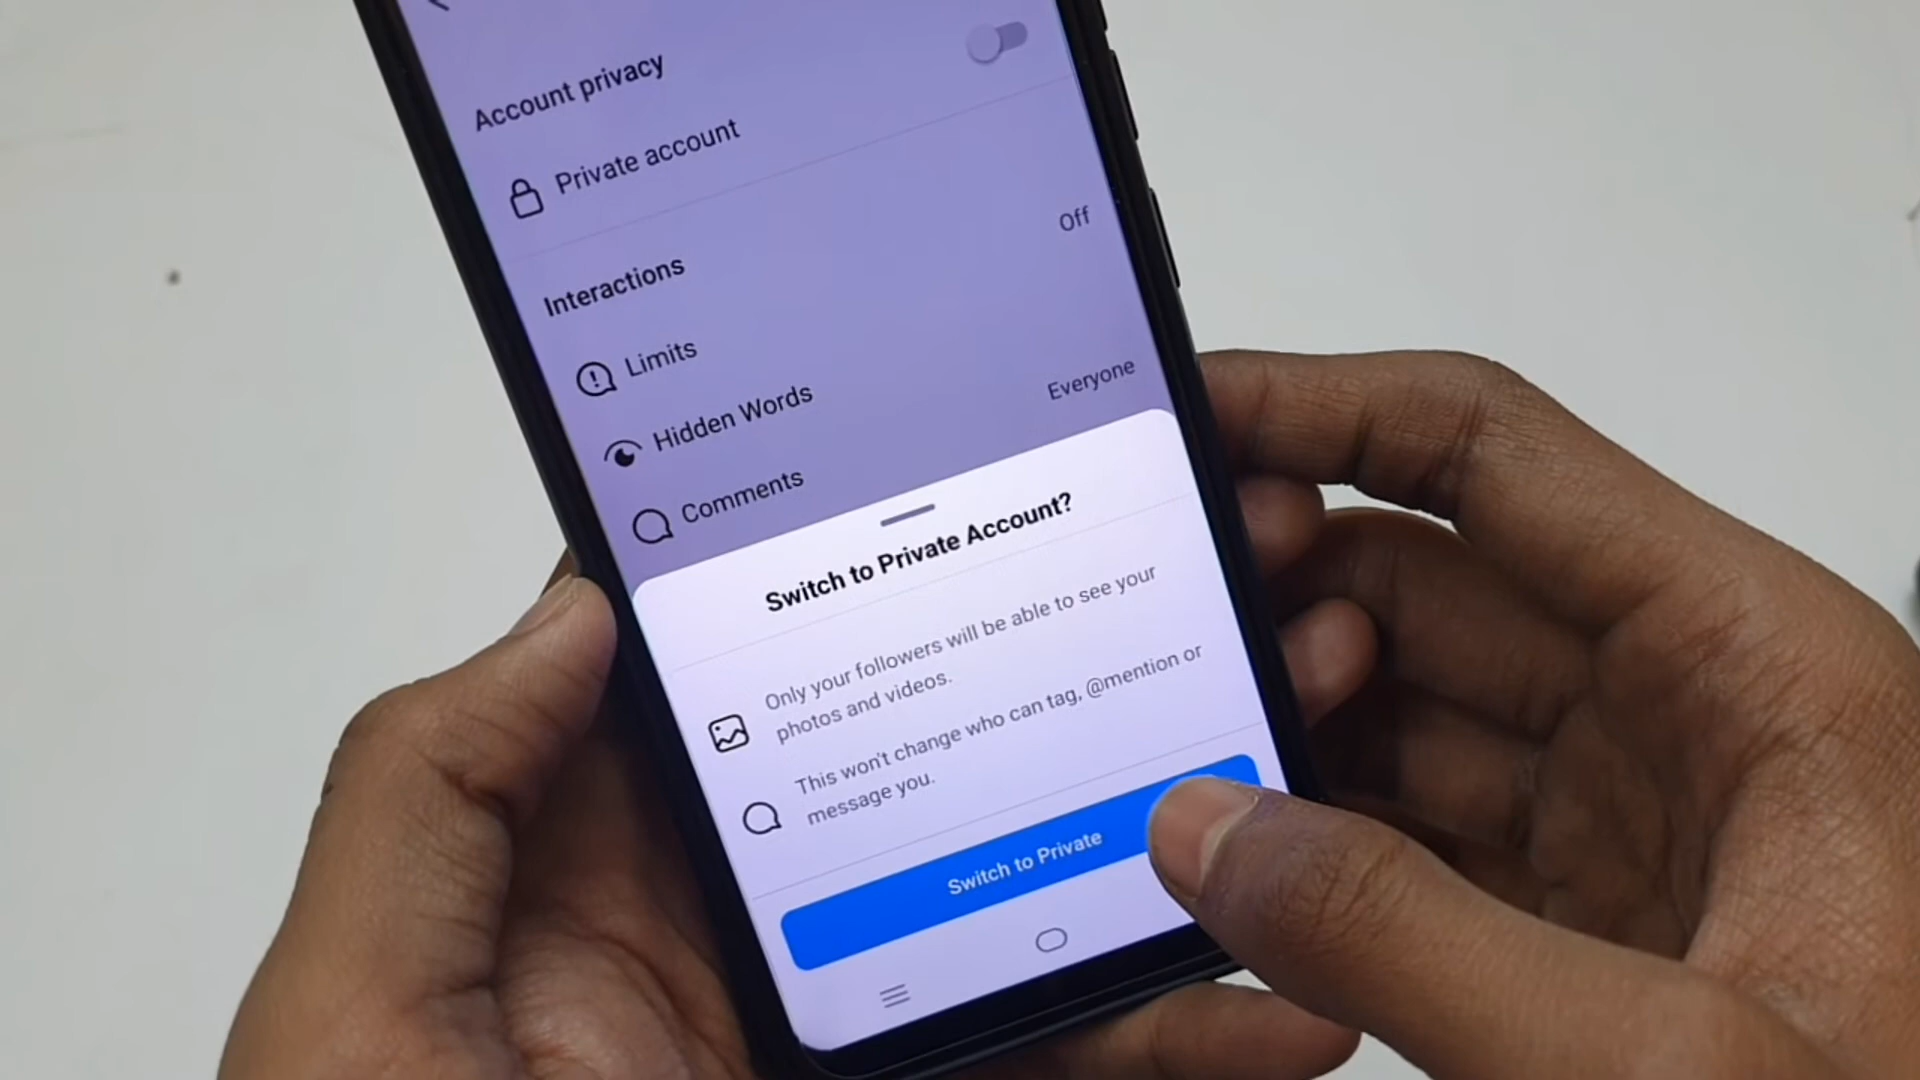 Account privacy
Private account
Interactions
Limits
Off
Hidden Words
Comments
Everyone
Switch to Private Account?
Only your followers will be able to see your
photos and videos.
This won't change who can tag, @mention or
message you.
Switch to Private